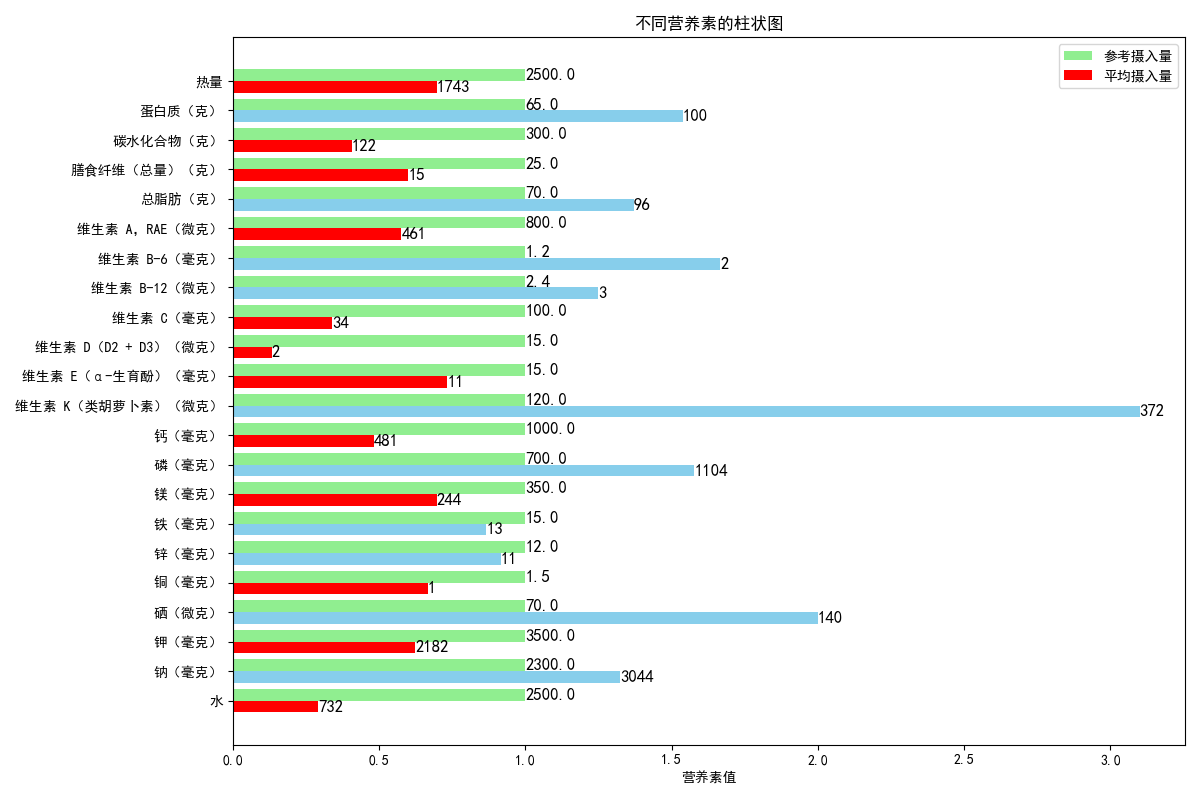 不同营养素的柱状图
参考摄入量
平均摄入量
热量 2500.0
1743
蛋白质（克） 65.0
100
碳水化合物（克） 300.0
122
膳食纤维（总量）（克） 25.0
15
总脂肪（克） 70.0
96
维生素 A，RAE（微克） 800.0
461
维生素 B-6（毫克） 1.2
2
维生素 B-12（微克） 2.4
3
维生素 C（毫克） 100.0
34
维生素 D（D2 + D3）（微克） 15.0
2
维生素 E（α-生育酚）（毫克） 15.0
11
维生素 K（类胡萝卜素）（微克） 120.0
372
钙（毫克） 1000.0
481
磷（毫克） 700.0
1104
镁（毫克） 350.0
244
铁（毫克） 15.0
13
锌（毫克） 12.0
11
铜（毫克） 1.5
1
硒（微克） 70.0
140
钾（毫克） 3500.0
2182
钠（毫克） 2300.0
3044
水 2500.0
732
0.0 0.5 1.0 1.5 2.0 2.5 3.0
营养素值